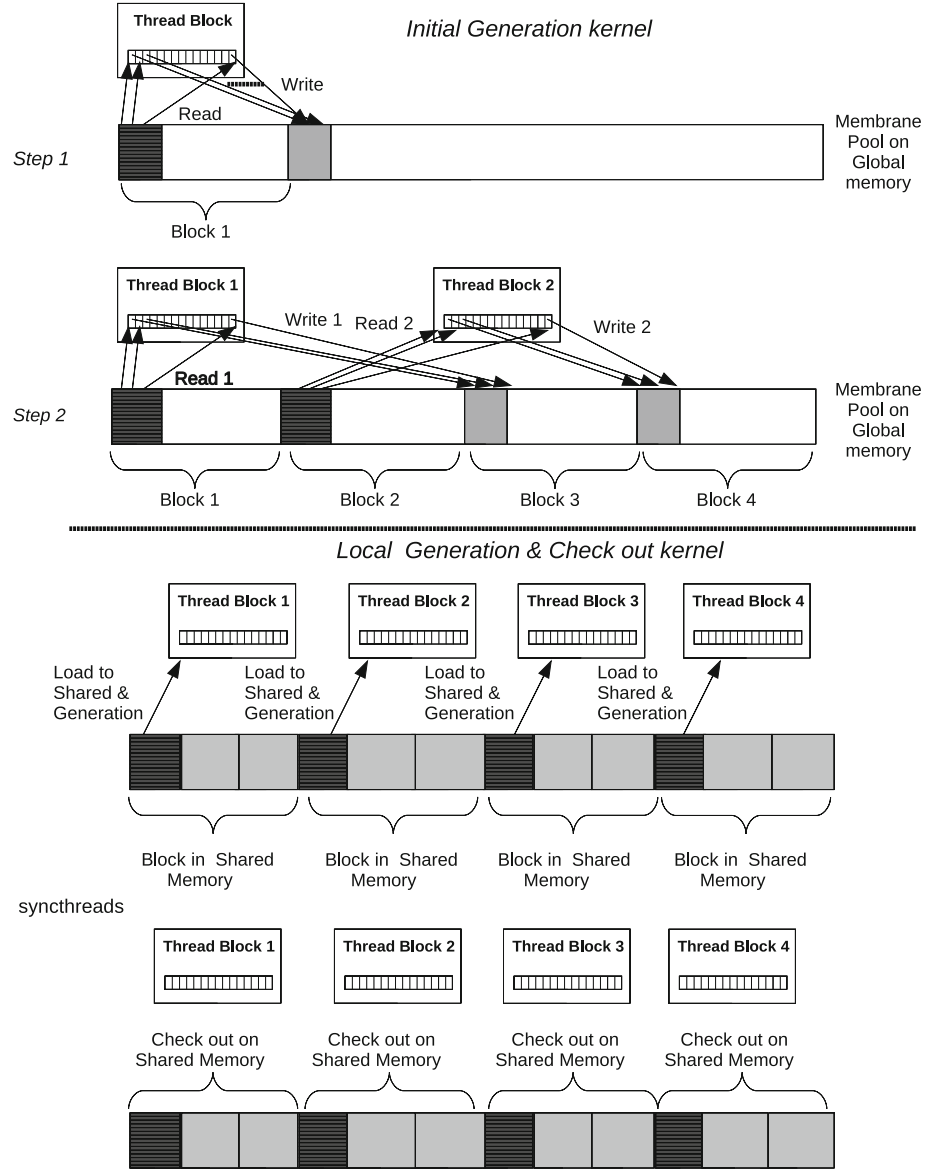 Initial Generation kernel
Thread Block
Write
Read
Step 1
Membrane
Pool on
Global
memory
Block 1
Thread Block 1
Thread Block 2
Write 1
Read 2
Write 2
Read 1
Step 2
Membrane
Pool on
Global
memory
Block 1
Block 2
Block 3
Block 4
Local Generation & Check out kernel
Thread Block 1
Thread Block 2
Thread Block 3
Thread Block 4
Load to
Shared &
Generation
Load to
Shared &
Generation
Load to
Shared &
Generation
Load to
Shared &
Generation
Block in Shared
Memory
Block in Shared
Memory
Block in Shared
Memory
Block in Shared
Memory
syncthreads
Thread Block 1
Thread Block 2
Thread Block 3
Thread Block 4
Check out on
Shared Memory
Check out on
Shared Memory
Check out on
Shared Memory
Check out on
Shared Memory